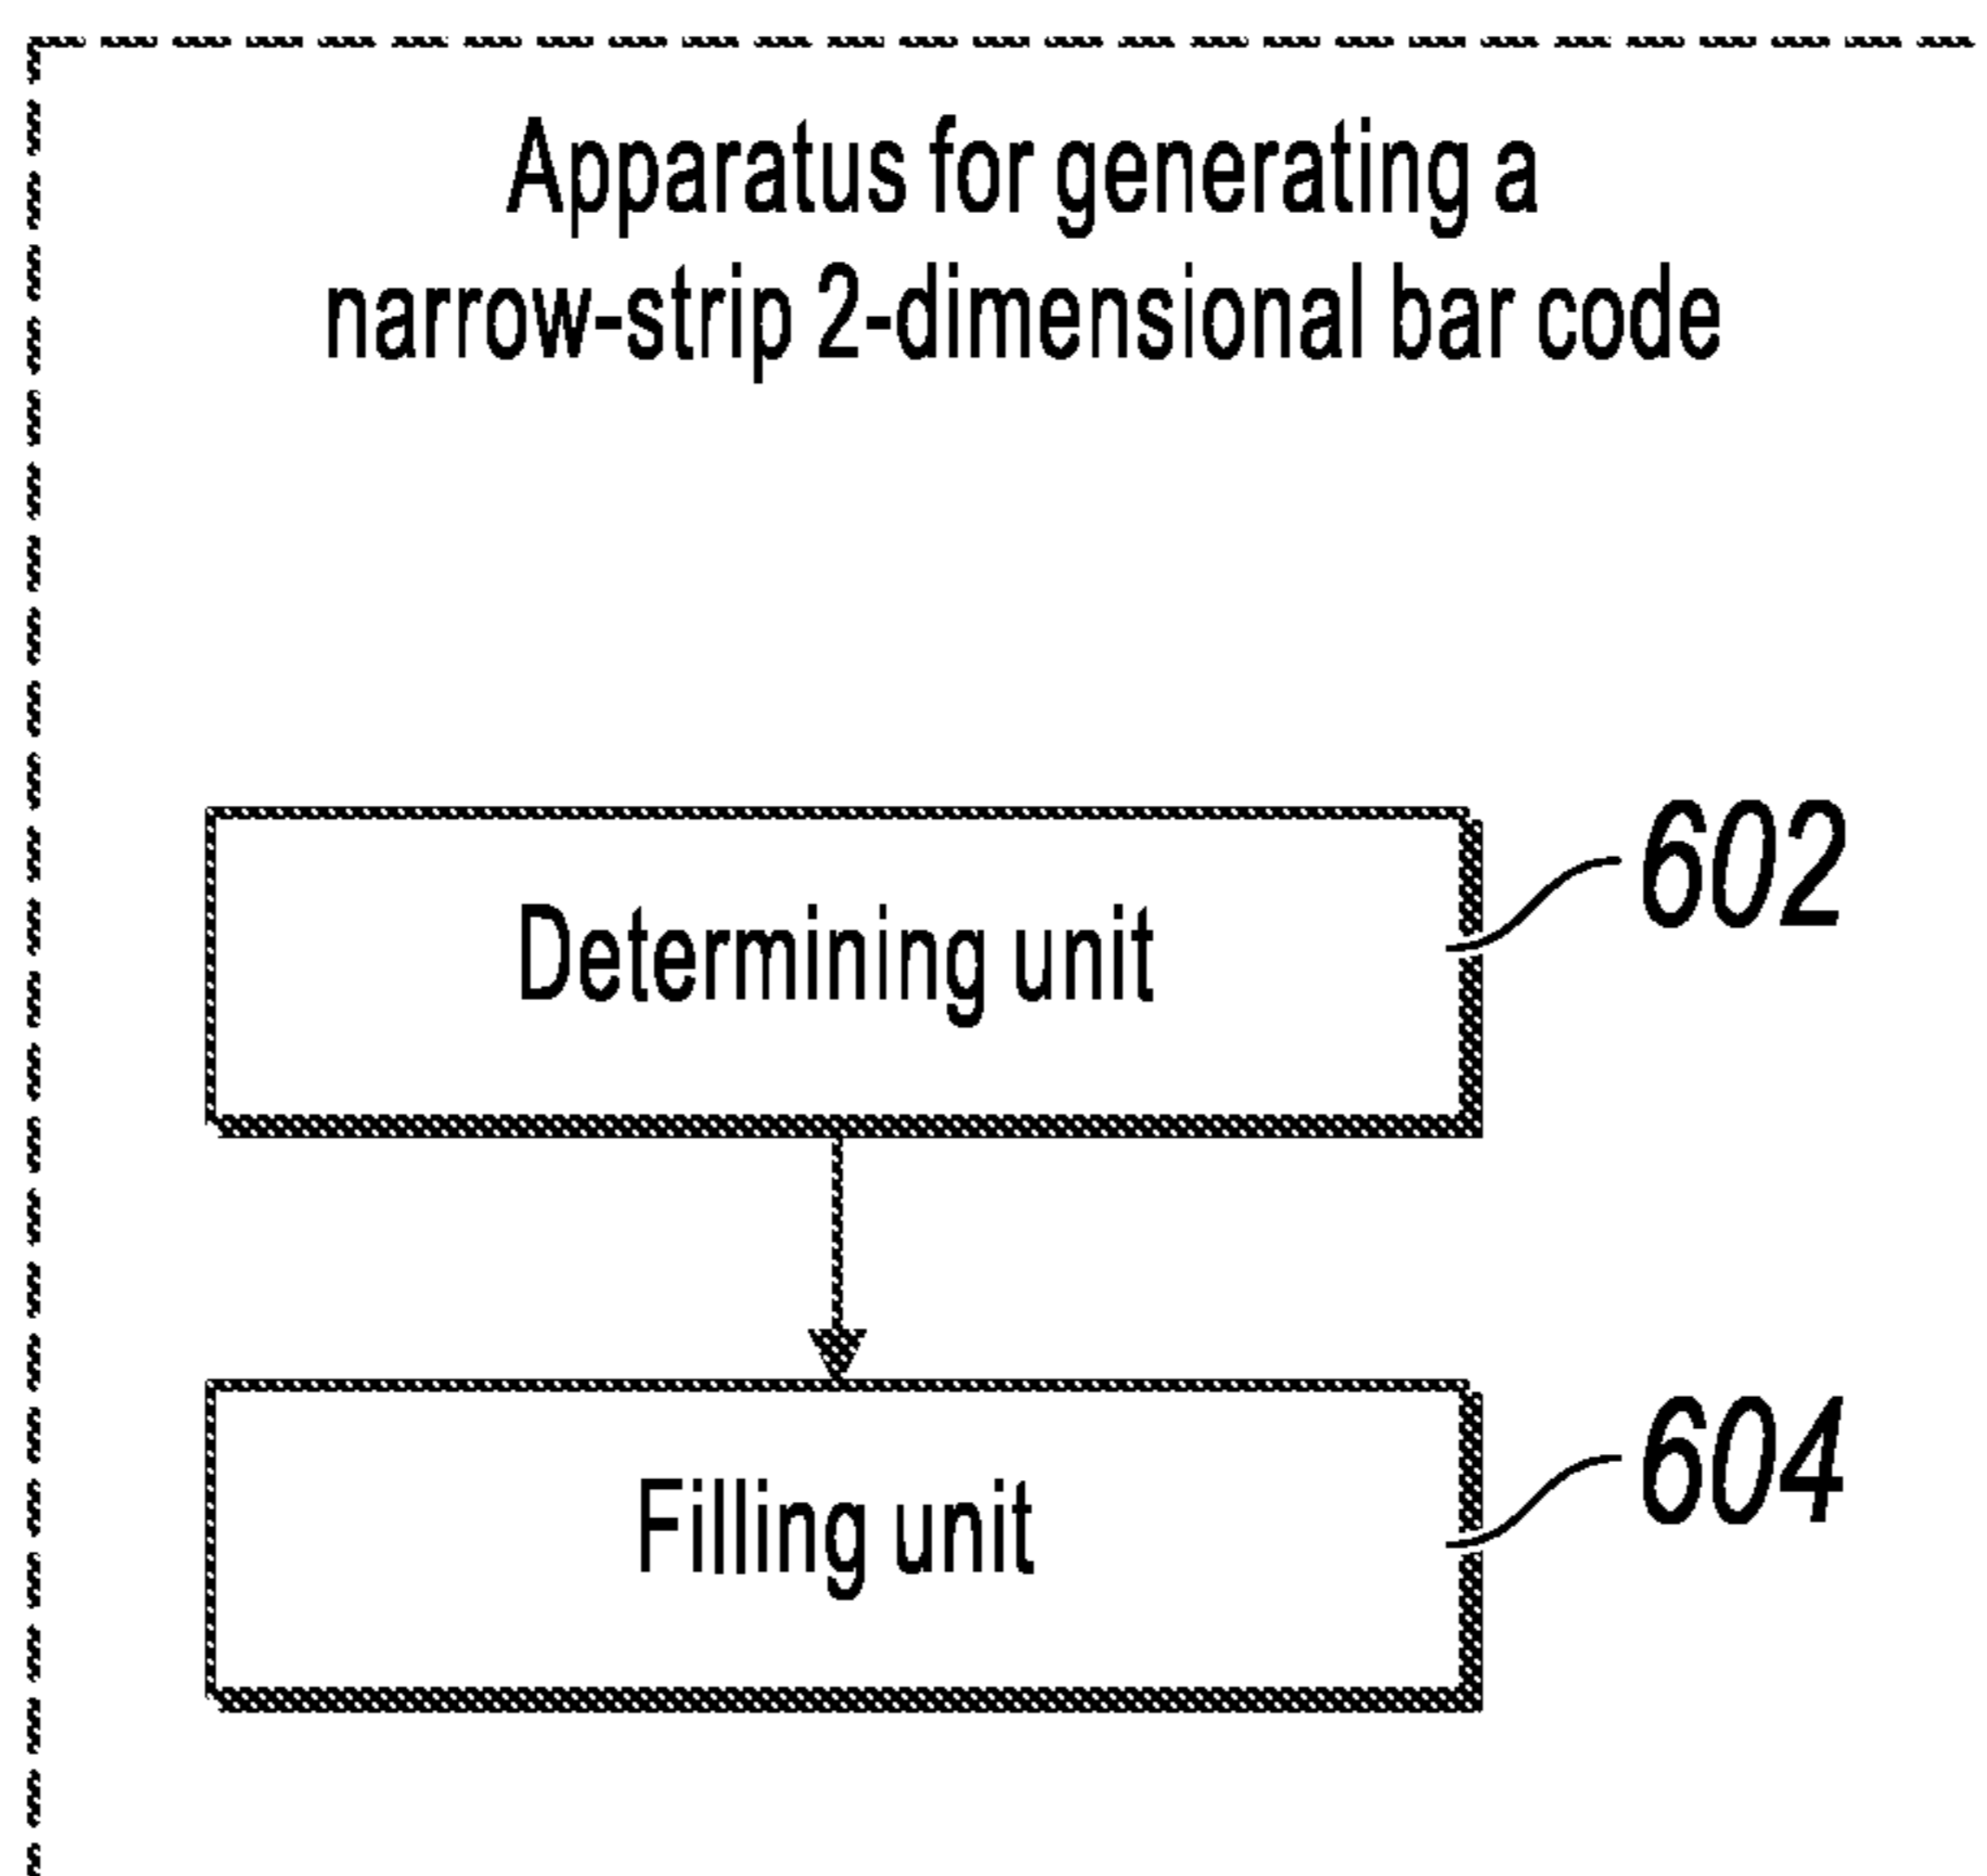 Apparatus for generating a
narrow-strip 2-dimensional bar code
602
Determining unit
604
Filling unit